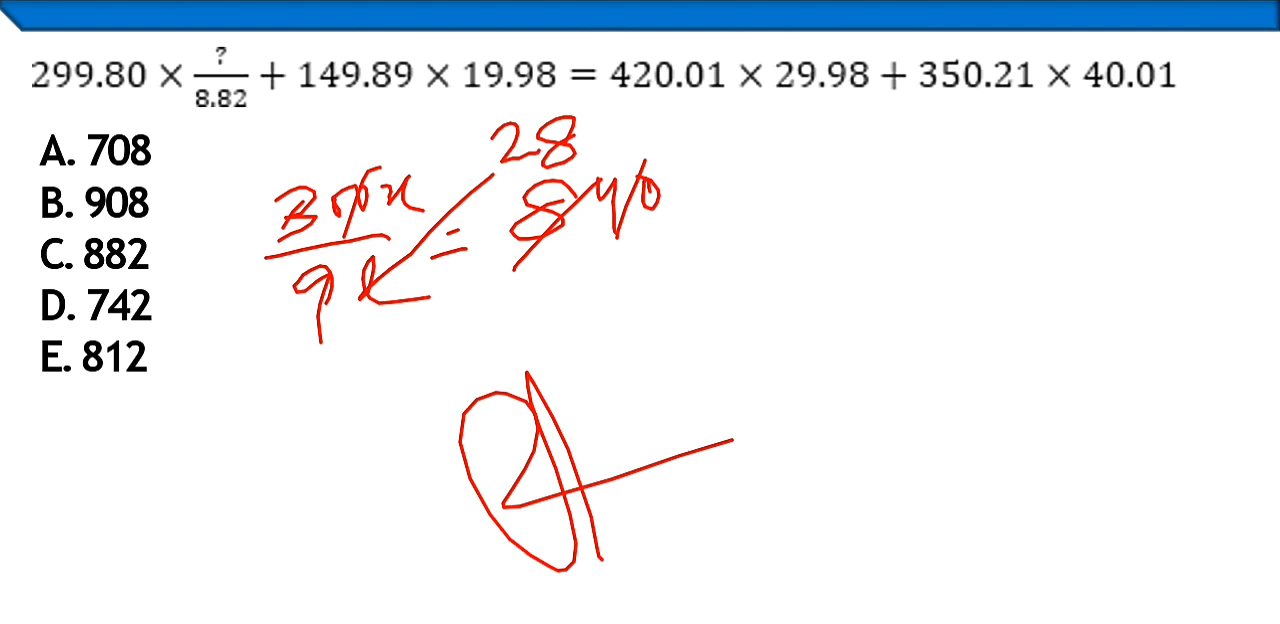 299.80 × ?/8.82 + 149.89 × 19.98 = 420.01 × 29.98 + 350.21 × 40.01
A. 708
B. 908
C. 882
D. 742
E. 812
28
840
9
=